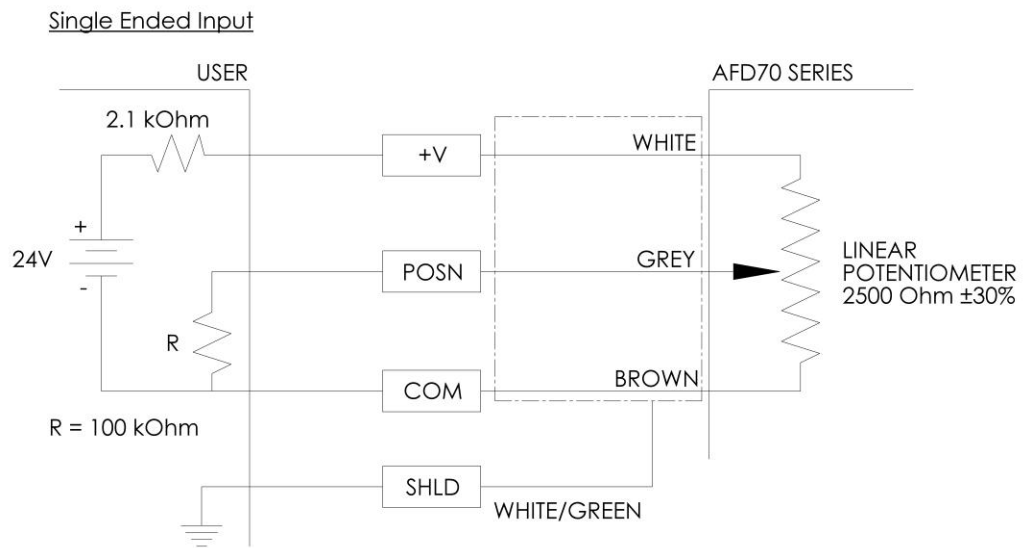 Single Ended Input
USER
AFD70 SERIES
2.1 kOhm
+V
WHITE
+
24V
-
POSN
GREY
LINEAR
POTENTIOMETER
2500 Ohm ±30%
R
COM
BROWN
R = 100 kOhm
SHLD
WHITE/GREEN